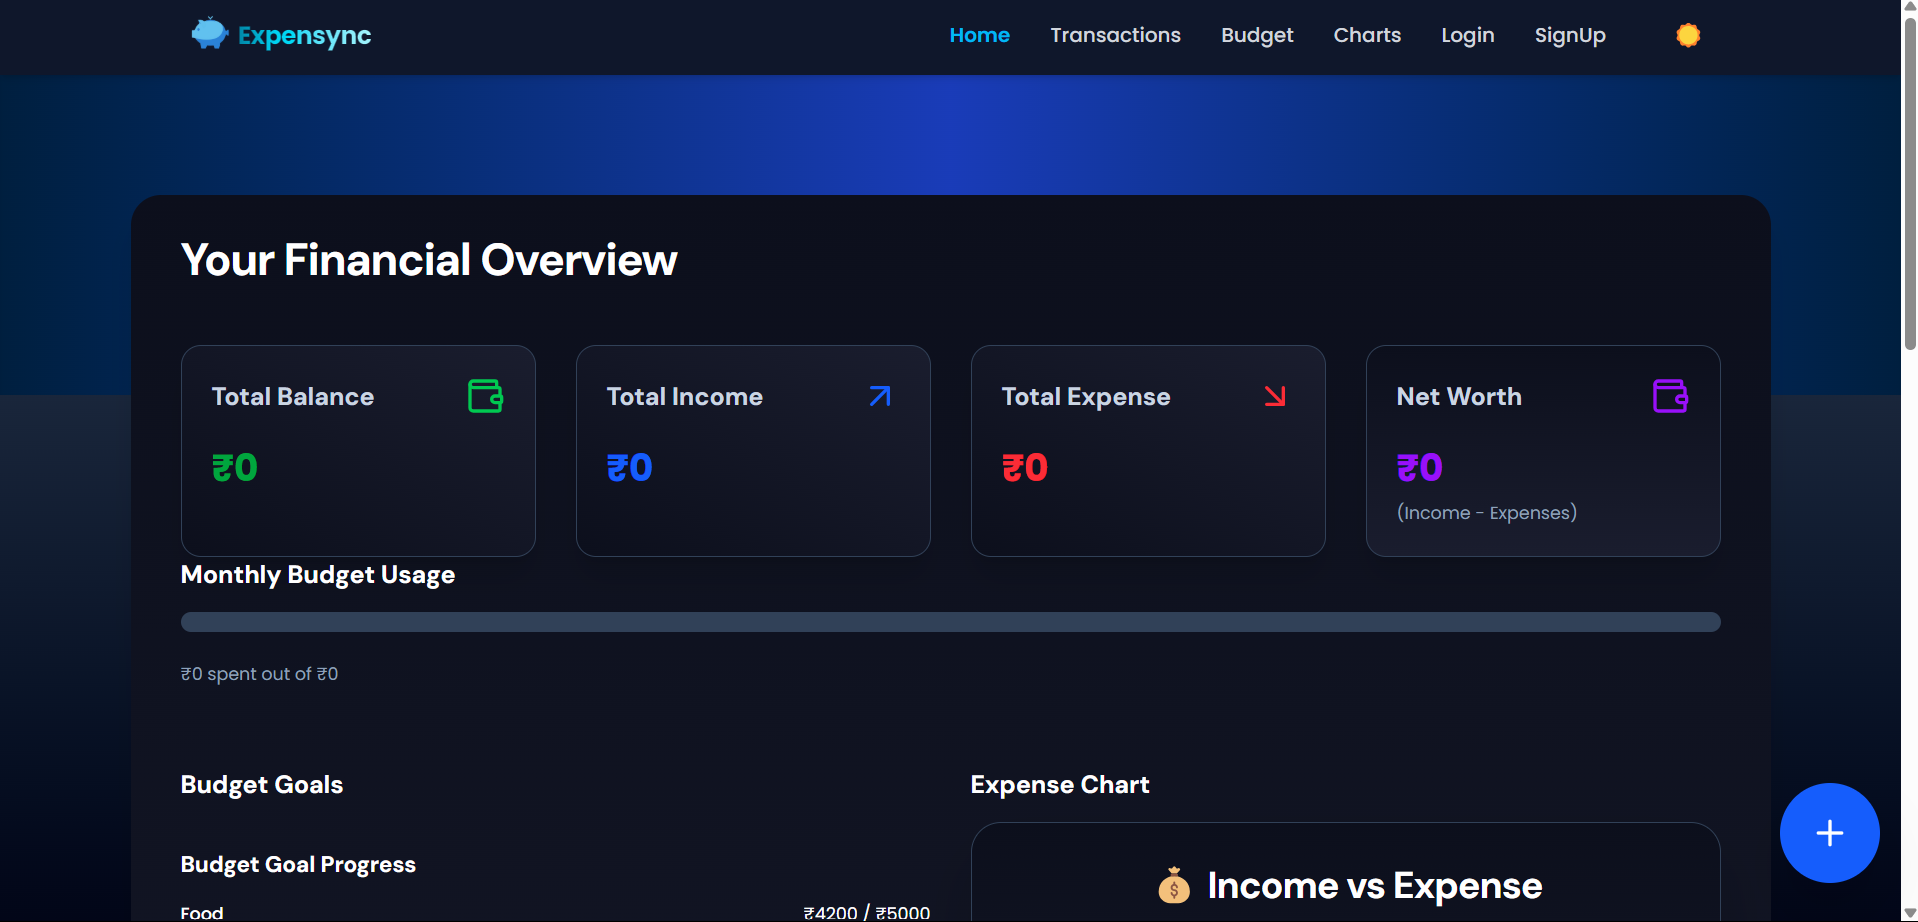 Expensync
Home Transactions Budget Charts Login SignUp
Your Financial Overview
Total Balance
₹0
Total Income
₹0
Total Expense
₹0
Net Worth
₹0
(Income - Expenses)
Monthly Budget Usage
₹0 spent out of ₹0
Budget Goals
Budget Goal Progress
Food ₹4200 / ₹5000
Expense Chart
Income vs Expense